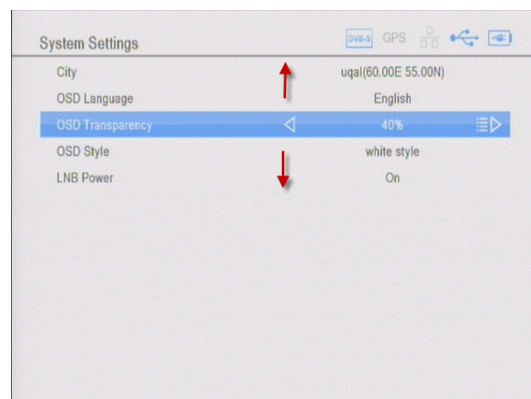 System Settings DVB-S GPS
City uqal(60.00E 55.00N)
OSD Language English
OSD Transparency 40%
OSD Style white style
LNB Power On